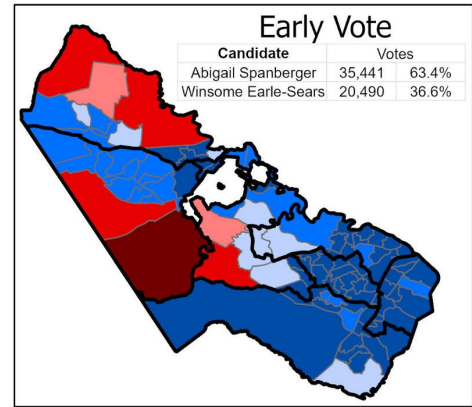 Early Vote
Candidate Votes
Abigail Spanberger 35,441 63.4%
Winsome Earle-Sears 20,490 36.6%